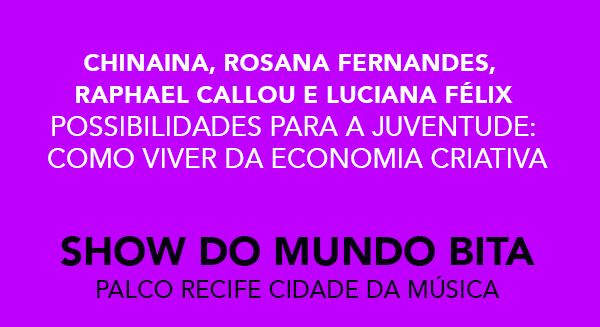 CHINAINA, ROSANA FERNANDES,
RAPHAEL CALLOU E LUCIANA FÉLIX
POSSIBILIDADES PARA A JUVENTUDE:
COMO VIVER DA ECONOMIA CRIATIVA
SHOW DO MUNDO BITA
PALCO RECIFE CIDADE DA MÚSICA